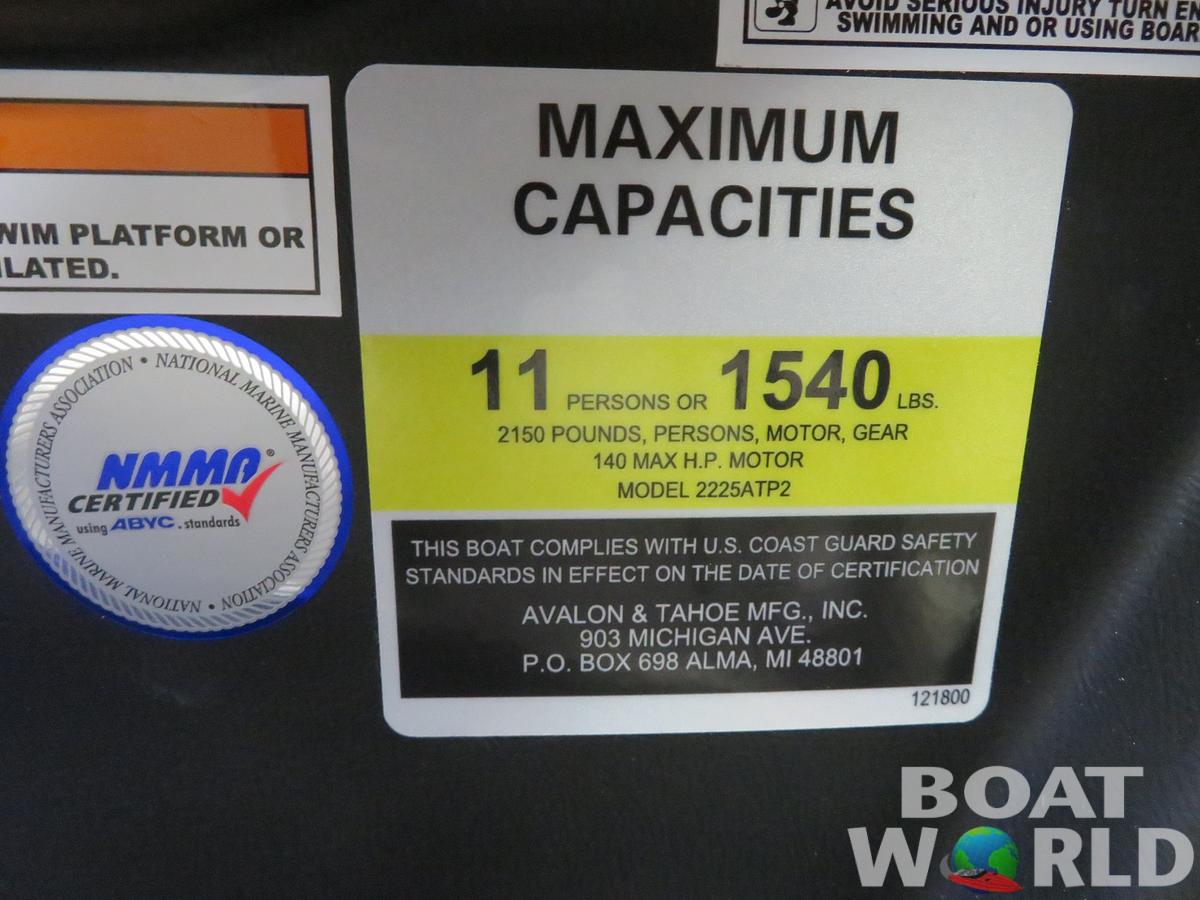 AVOID SERIOUS INJURY TURN EN
SWIMMING AND OR USING BOAR
WIM PLATFORM OR
ILATED.
MAXIMUM
CAPACITIES
11 PERSONS OR 1540 LBS.
2150 POUNDS, PERSONS, MOTOR, GEAR
140 MAX H.P. MOTOR
MODEL 2225ATP2
THIS BOAT COMPLIES WITH U.S. COAST GUARD SAFETY
STANDARDS IN EFFECT ON THE DATE OF CERTIFICATION
AVALON & TAHOE MFG., INC.
903 MICHIGAN AVE.
P.O. BOX 698 ALMA, MI 48801
121800
NATIONAL MARINE MANUFACTURERS ASSOCIATION • NATIONAL MARINE MANUFACTURERS ASSOCIATION •
NMMA®
CERTIFIED
using ABYC. standards
BOAT
WORLD